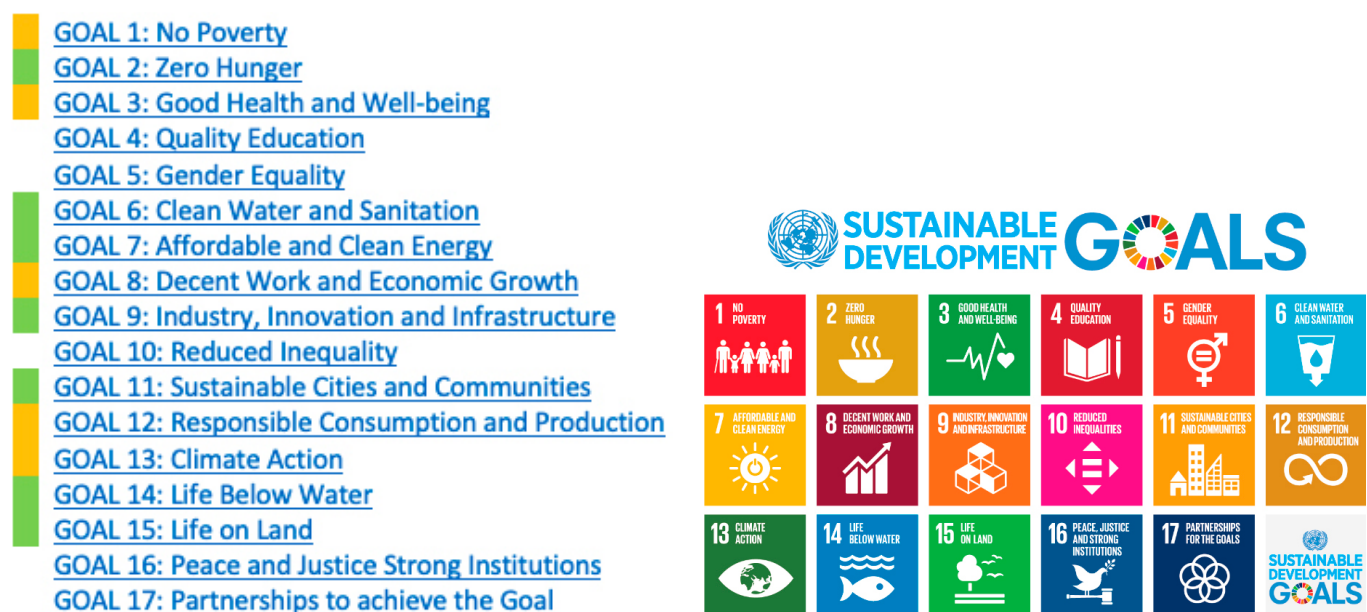 GOAL 1: No Poverty
GOAL 2: Zero Hunger
GOAL 3: Good Health and Well-being
GOAL 4: Quality Education
GOAL 5: Gender Equality
GOAL 6: Clean Water and Sanitation
GOAL 7: Affordable and Clean Energy
GOAL 8: Decent Work and Economic Growth
GOAL 9: Industry, Innovation and Infrastructure
GOAL 10: Reduced Inequality
GOAL 11: Sustainable Cities and Communities
GOAL 12: Responsible Consumption and Production
GOAL 13: Climate Action
GOAL 14: Life Below Water
GOAL 15: Life on Land
GOAL 16: Peace and Justice Strong Institutions
GOAL 17: Partnerships to achieve the Goal
SUSTAINABLE
DEVELOPMENT
GOALS
1 NO
POVERTY
2 ZERO
HUNGER
3 GOOD HEALTH
AND WELL-BEING
4 QUALITY
EDUCATION
5 GENDER
EQUALITY
6 CLEAN WATER
AND SANITATION
7 AFFORDABLE AND
CLEAN ENERGY
8 DECENT WORK AND
ECONOMIC GROWTH
9 INDUSTRY, INNOVATION
AND INFRASTRUCTURE
10 REDUCED
INEQUALITIES
11 SUSTAINABLE CITIES
AND COMMUNITIES
12 RESPONSIBLE
CONSUMPTION
AND PRODUCTION
13 CLIMATE
ACTION
14 LIFE
BELOW WATER
15 LIFE
ON LAND
16 PEACE, JUSTICE
AND STRONG
INSTITUTIONS
17 PARTNERSHIPS
FOR THE GOALS
SUSTAINABLE
DEVELOPMENT
GOALS